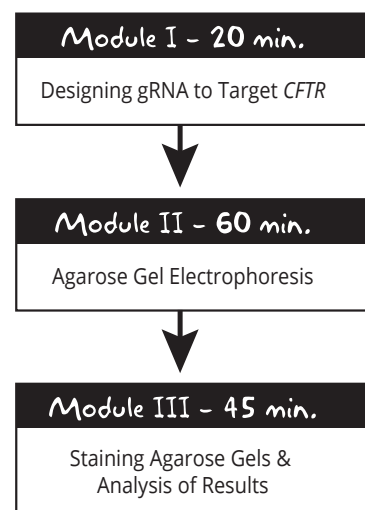 Module I - 20 min.
Designing gRNA to Target CFTR
Module II - 60 min.
Agarose Gel Electrophoresis
Module III - 45 min.
Staining Agarose Gels &
Analysis of Results